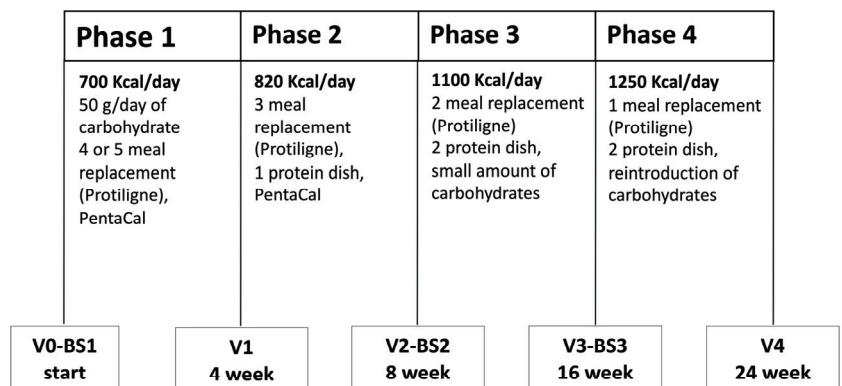 Phase 1
Phase 2
Phase 3
Phase 4
700 Kcal/day
50 g/day of
carbohydrate
4 or 5 meal
replacement
(Protiligne),
PentaCal
820 Kcal/day
3 meal
replacement
(Protiligne),
1 protein dish,
PentaCal
1100 Kcal/day
2 meal replacement
(Protiligne)
2 protein dish,
small amount of
carbohydrates
1250 Kcal/day
1 meal replacement
(Protiligne)
2 protein dish,
reintroduction of
carbohydrates
V0-BS1
start
V1
4 week
V2-BS2
8 week
V3-BS3
16 week
V4
24 week